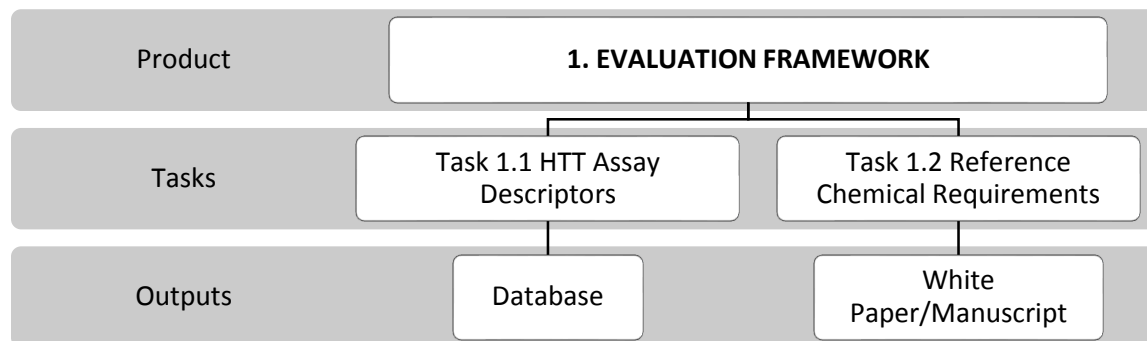 Product
1. EVALUATION FRAMEWORK
Tasks
Task 1.1 HTT Assay
Descriptors
Task 1.2 Reference
Chemical Requirements
Outputs
Database
White
Paper/Manuscript